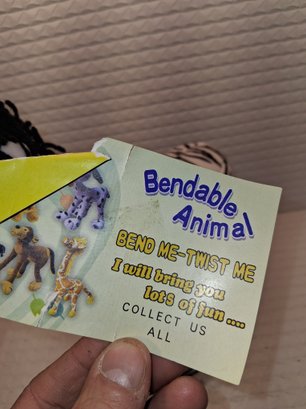 Bendable
Animal
BEND ME-TWIST ME
I will bring you
lots of fun ....
COLLECT US
ALL